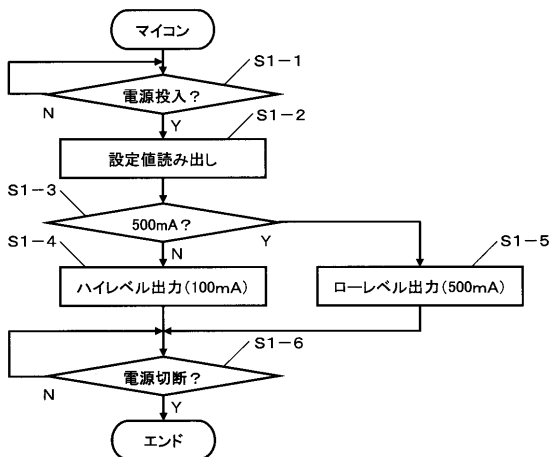 マイコン
S1-1
電源投入?
N
Y
S1-2
設定値読み出し
S1-3
500mA?
Y
N
S1-4
S1-5
ハイレベル出力(100mA)
ローレベル出力(500mA)
S1-6
電源切断?
N
Y
エンド